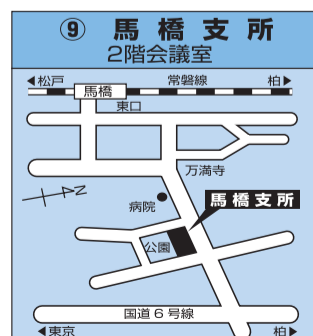 ⑨ 馬橋支所
2階会議室
◀松戸 常磐線 柏▶
馬橋
東口
万満寺
N
病院
馬橋支所
公園
国道6号線
◀東京 柏▶